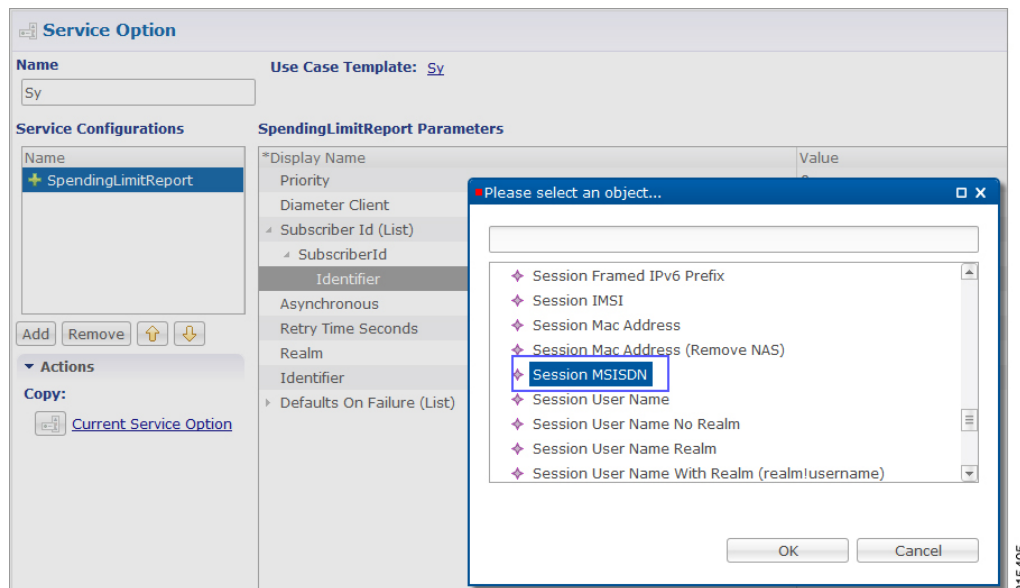 Service Option
Name
Use Case Template: Sy
Sy
Service Configurations
SpendingLimitReport Parameters
Name
SpendingLimitReport
*Display Name
Value
Priority
Diameter Client
Subscriber Id (List)
SubscriberId
Identifier
Asynchronous
Retry Time Seconds
Realm
Identifier
Defaults On Failure (List)
Add
Remove
Actions
Copy:
Current Service Option
Please select an object...
Session Framed IPv6 Prefix
Session IMSI
Session Mac Address
Session Mac Address (Remove NAS)
Session MSISDN
Session User Name
Session User Name No Realm
Session User Name Realm
Session User Name With Realm (realm!username)
OK
Cancel